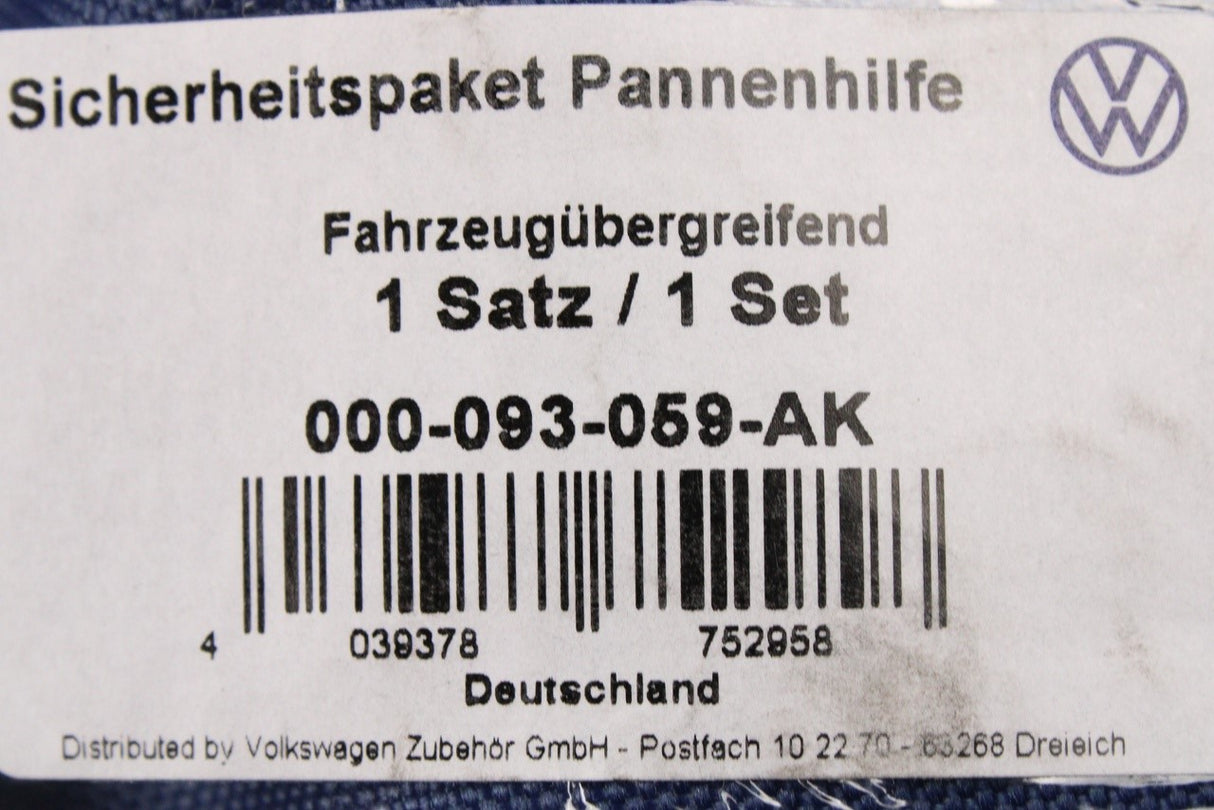 Sicherheitspaket Pannenhilfe
Fahrzeugübergreifend
1 Satz / 1 Set
000-093-059-AK
4 039378 752958
Deutschland
Distributed by Volkswagen Zubehör GmbH - Postfach 10 22 70 - 63268 Dreieich